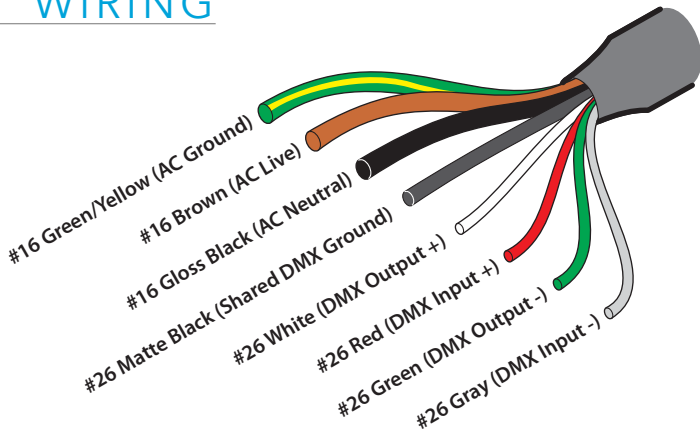 WIRING
#16 Green/Yellow (AC Ground)
#16 Brown (AC Live)
#16 Gloss Black (AC Neutral)
#26 Matte Black (Shared DMX Ground)
#26 White (DMX Output +)
#26 Red (DMX Input +)
#26 Green (DMX Output -)
#26 Gray (DMX Input -)